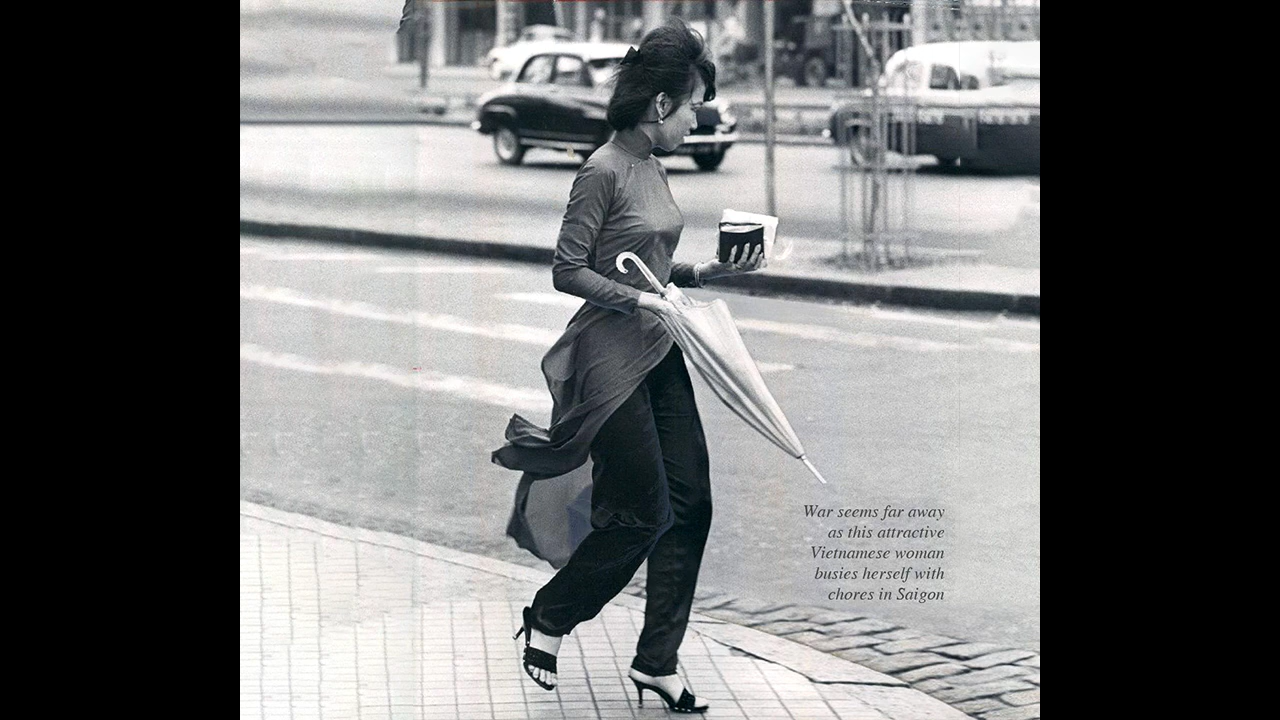 War seems far away
as this attractive
Vietnamese woman
busies herself with
chores in Saigon